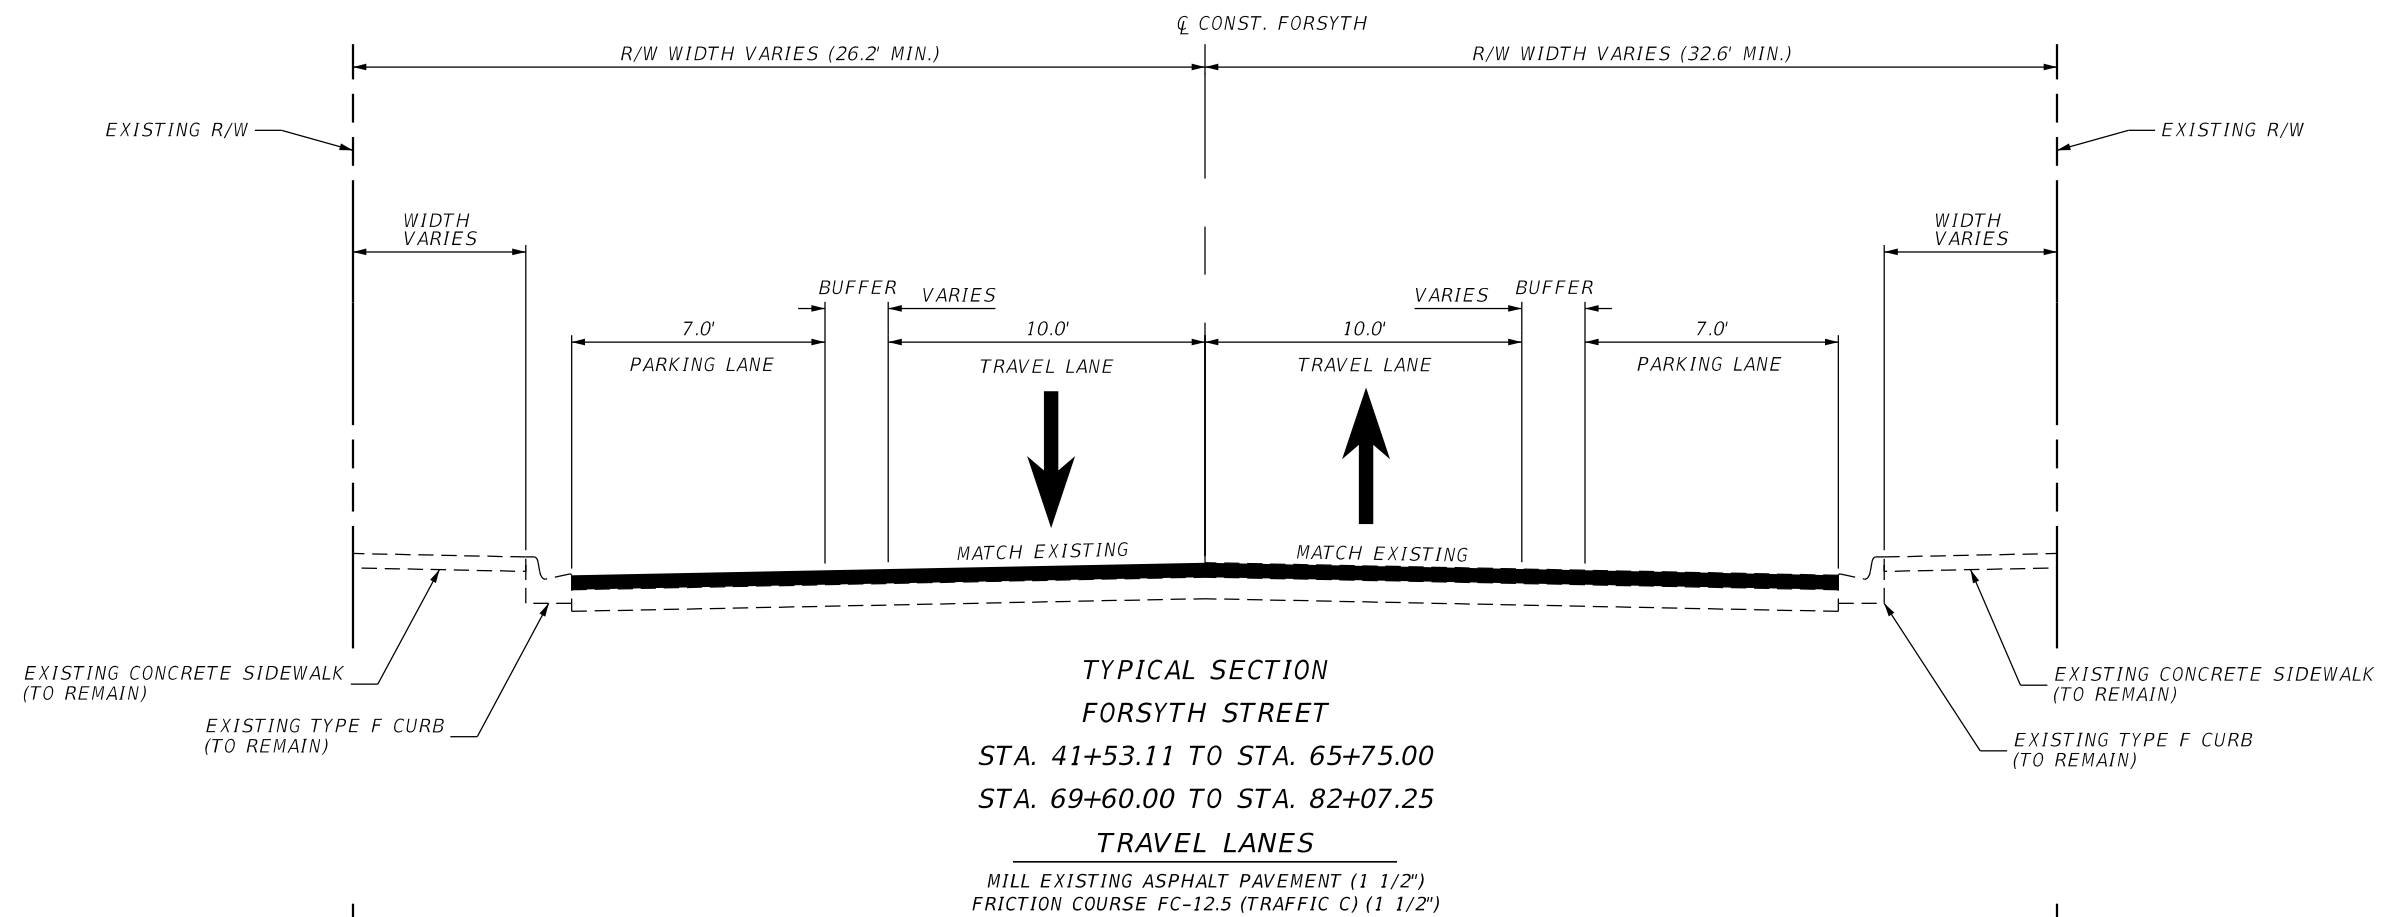 ℄ CONST. FORSYTH
R/W WIDTH VARIES (26.2' MIN.)
R/W WIDTH VARIES (32.6' MIN.)
EXISTING R/W
EXISTING R/W
WIDTH
VARIES
WIDTH
VARIES
BUFFER
VARIES
VARIES
BUFFER
7.0'
10.0'
10.0'
7.0'
PARKING LANE
TRAVEL LANE
TRAVEL LANE
PARKING LANE
MATCH EXISTING
MATCH EXISTING
EXISTING CONCRETE SIDEWALK
(TO REMAIN)
EXISTING TYPE F CURB
(TO REMAIN)
EXISTING CONCRETE SIDEWALK
(TO REMAIN)
EXISTING TYPE F CURB
(TO REMAIN)
TYPICAL SECTION
FORSYTH STREET
STA. 41+53.11 TO STA. 65+75.00
STA. 69+60.00 TO STA. 82+07.25
TRAVEL LANES
MILL EXISTING ASPHALT PAVEMENT (1 1/2")
FRICTION COURSE FC-12.5 (TRAFFIC C) (1 1/2")